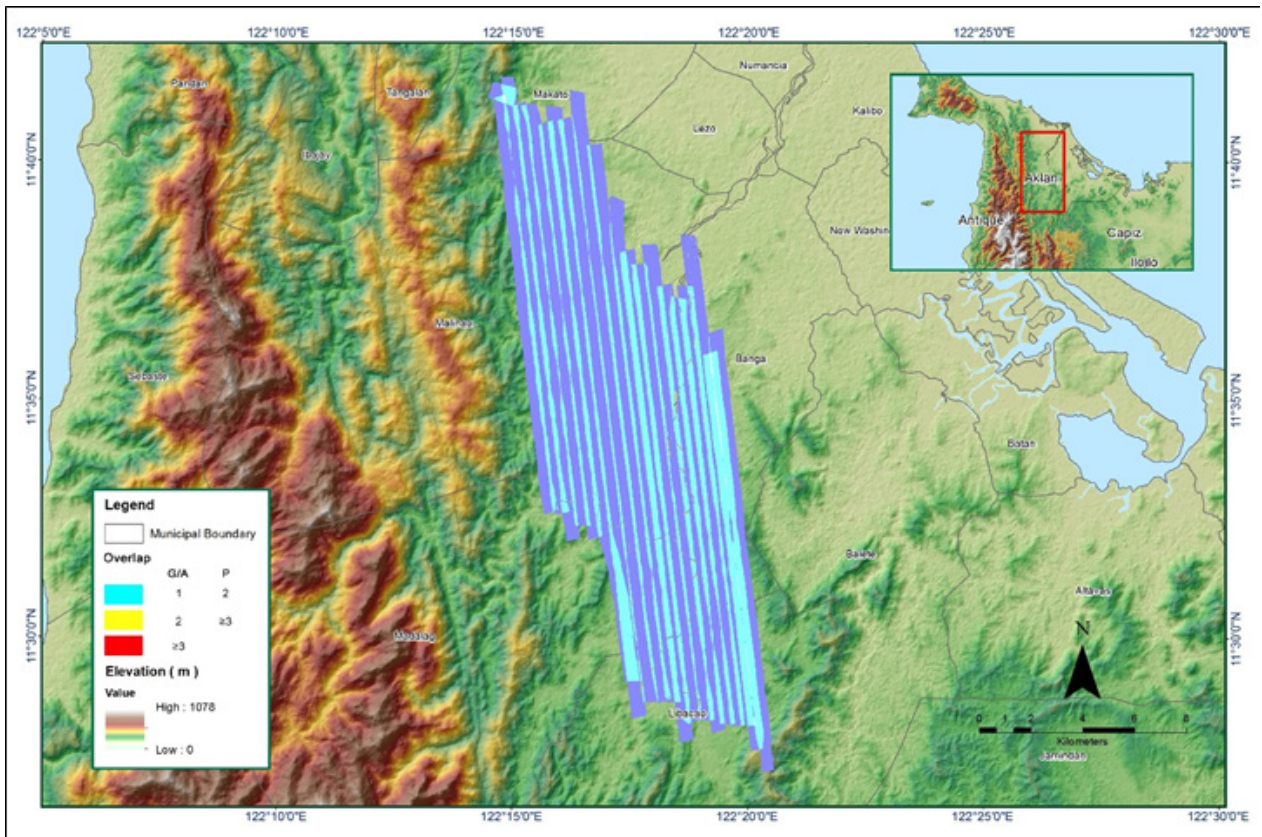 122°5'0"E 122°10'0"E 122°15'0"E 122°20'0"E 122°25'0"E 122°30'0"E
Numancia
Pandan
Tangalan
Makato
Kalibo
Lezo
Ibajay
11°40'0"N
11°40'0"N
Aklan
Antique
Capiz
Iloilo
New Washin
Malinao
Banga
Sebaste
11°35'0"N
11°35'0"N
Batan
Legend
Municipal Boundary
Overlap
G/A P
1 2
2 ≥3
≥3
Elevation ( m )
Value
High : 1078
Low : 0
Balete
Altavas
N
11°30'0"N
11°30'0"N
Madalag
Libacao
0 1 2 4 6 8
Kilometers
Jamindan
122°10'0"E 122°15'0"E 122°20'0"E 122°25'0"E 122°30'0"E